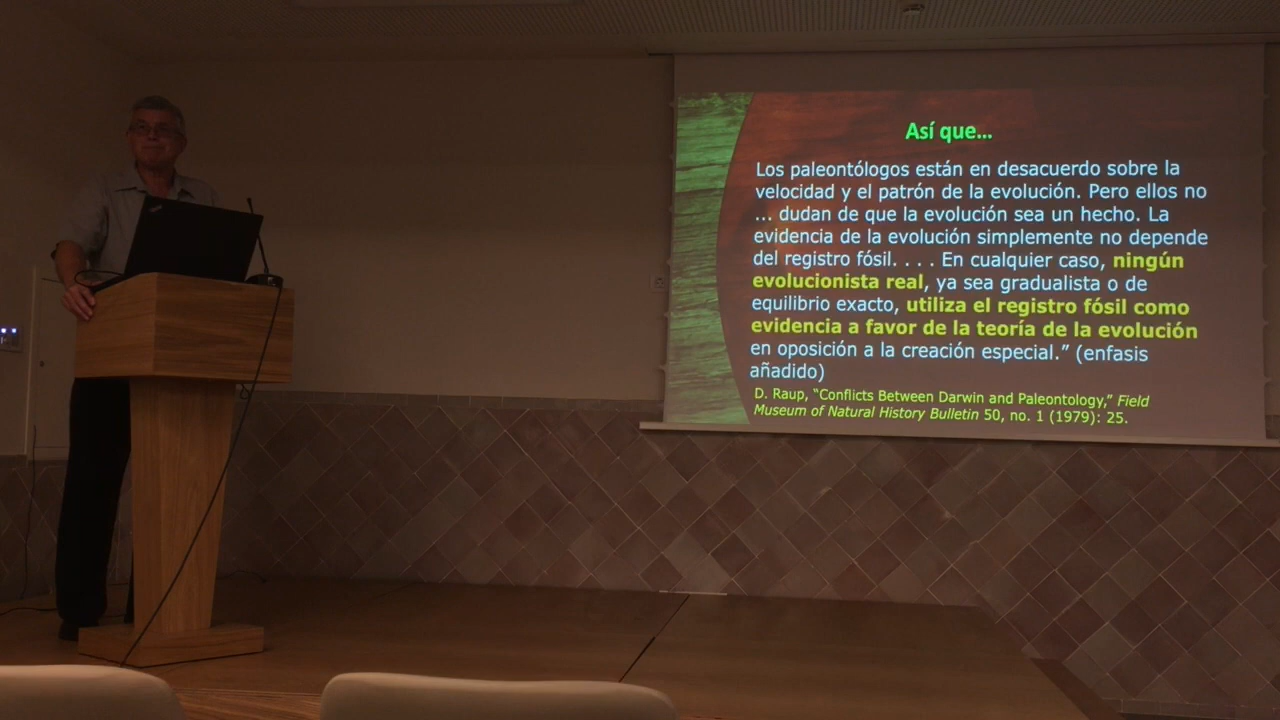 Así que...
Los paleontólogos están en desacuerdo sobre la
velocidad y el patrón de la evolución. Pero ellos no
... dudan de que la evolución sea un hecho. La
evidencia de la evolución simplemente no depende
del registro fósil. . . . En cualquier caso, ningún
evolucionista real, ya sea gradualista o de
equilibrio exacto, utiliza el registro fósil como
evidencia a favor de la teoría de la evolución
en oposición a la creación especial.” (enfasis
añadido)
D. Raup, “Conflicts Between Darwin and Paleontology,” Field
Museum of Natural History Bulletin 50, no. 1 (1979): 25.